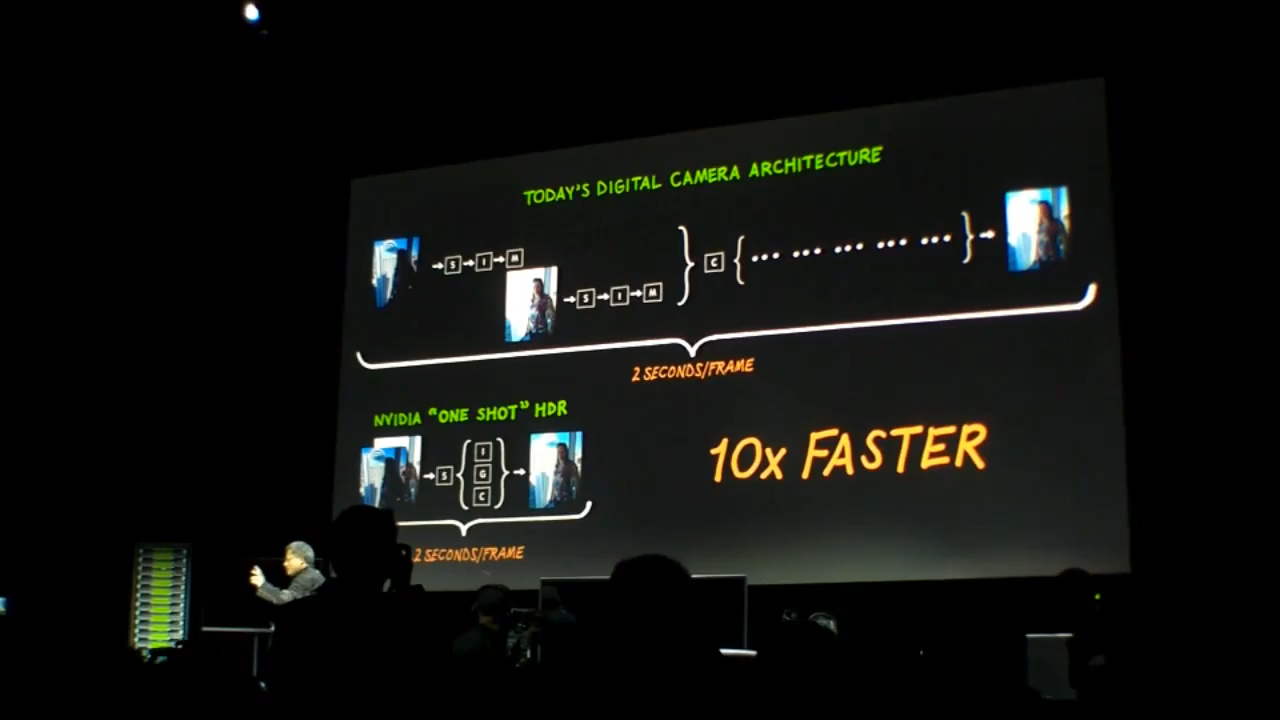 TODAY'S DIGITAL CAMERA ARCHITECTURE
S I M
S I M
C
2 SECONDS/FRAME
NVIDIA "ONE SHOT" HDR
S
I
G
C
10x FASTER
2 SECONDS/FRAME